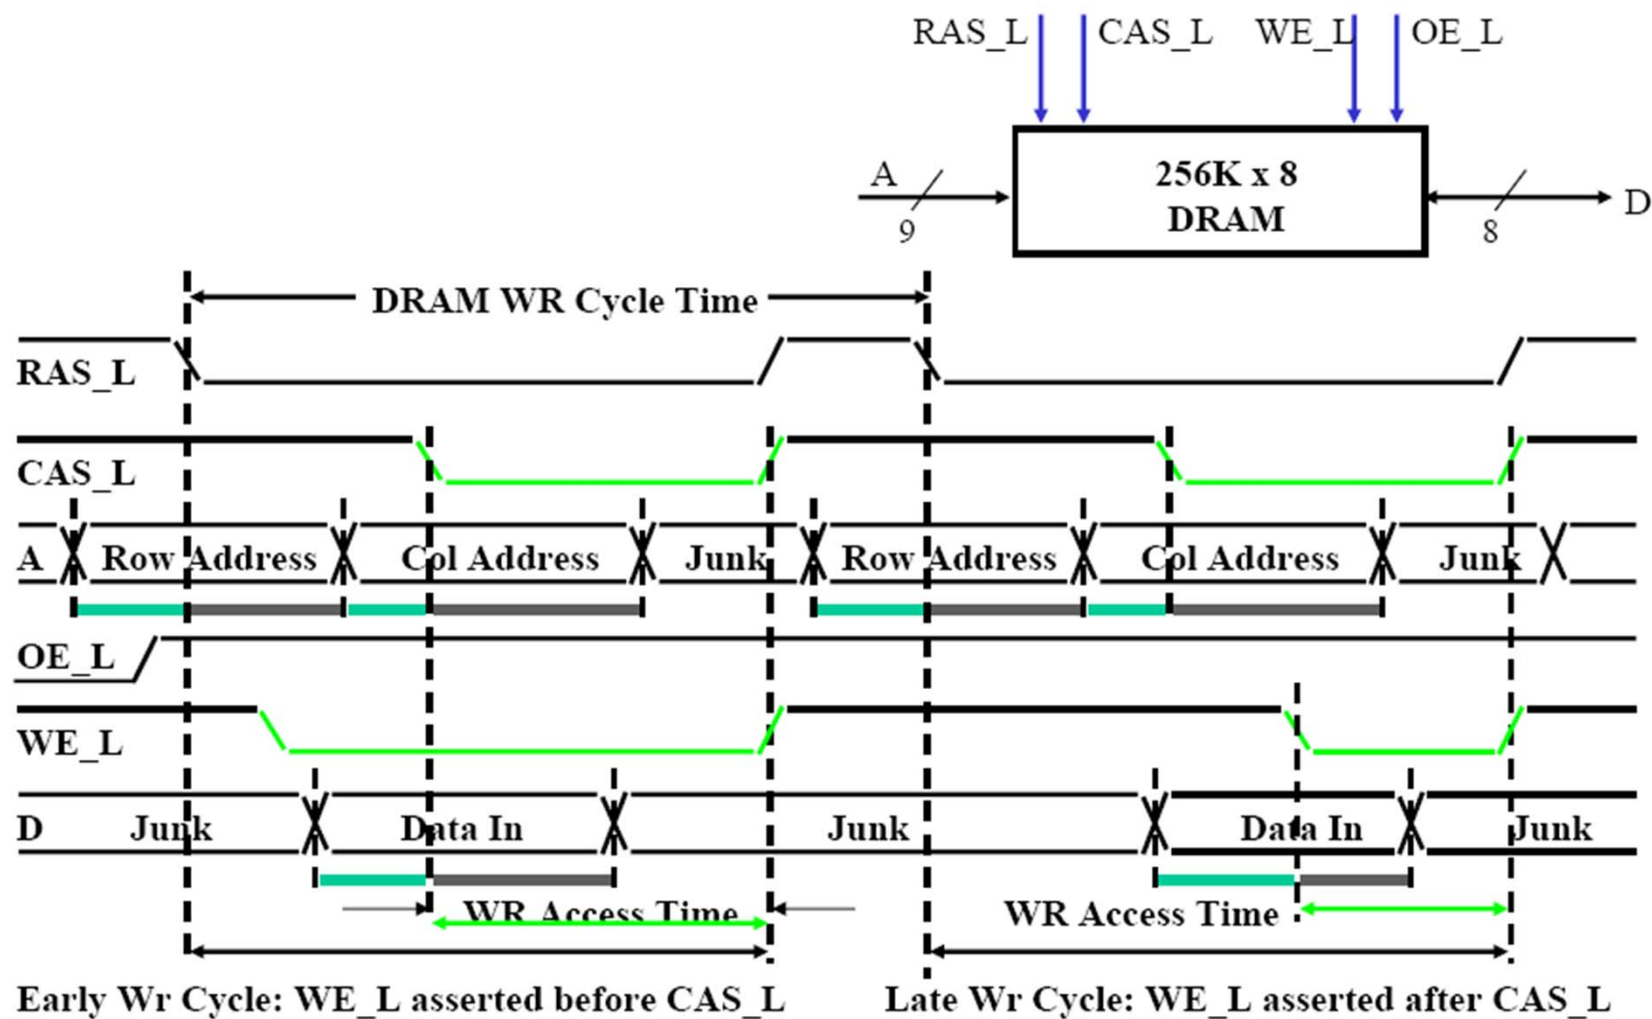 RAS_L CAS_L WE_L OE_L
256K x 8
DRAM
A
9
8
D
DRAM WR Cycle Time
RAS_L
CAS_L
A Row Address Col Address Junk Row Address Col Address Junk
OE_L
WE_L
D Junk Data In Junk Data In Junk
WR Access Time WR Access Time
Early Wr Cycle: WE_L asserted before CAS_L Late Wr Cycle: WE_L asserted after CAS_L